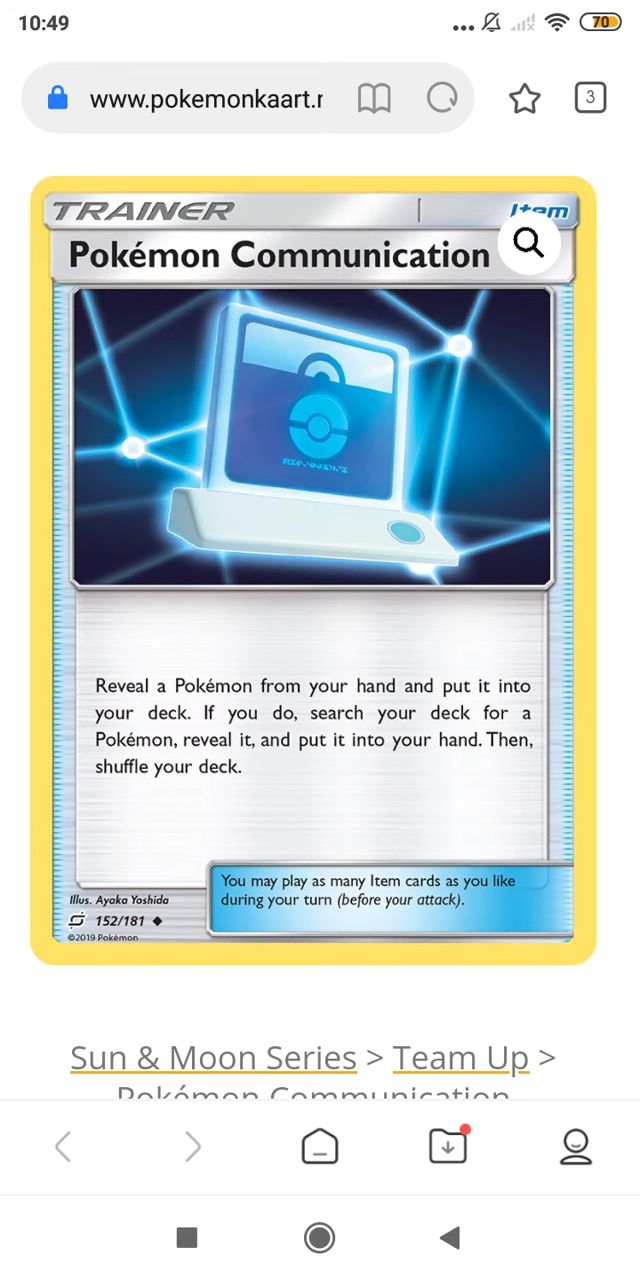 10:49
70
www.pokemonkaart.r
3
TRAINER
Item
Pokémon Communication
Reveal a Pokémon from your hand and put it into
your deck. If you do, search your deck for a
Pokémon, reveal it, and put it into your hand. Then,
shuffle your deck.
You may play as many Item cards as you like
during your turn (before your attack).
Illus. Ayaka Yoshida
152/181
©2019 Pokémon
Sun & Moon Series > Team Up >
Pokémon Communication